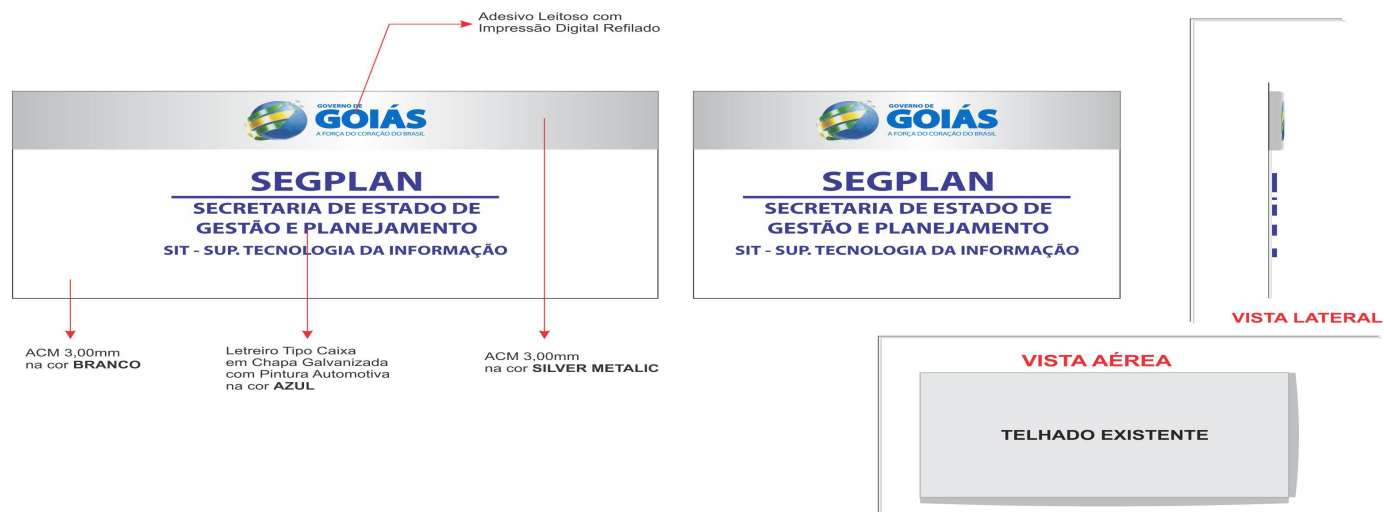 Adesivo Leitoso com
Impressão Digital Refilado
GOVERNO DE
GOIÁS
A FORÇA DO CORAÇÃO DO BRASIL
SEGPLAN
SECRETARIA DE ESTADO DE
GESTÃO E PLANEJAMENTO
SIT - SUP. TECNOLOGIA DA INFORMAÇÃO
ACM 3,00mm
na cor BRANCO
Letreiro Tipo Caixa
em Chapa Galvanizada
com Pintura Automotiva
na cor AZUL
ACM 3,00mm
na cor SILVER METALIC
GOVERNO DE
GOIÁS
A FORÇA DO CORAÇÃO DO BRASIL
SEGPLAN
SECRETARIA DE ESTADO DE
GESTÃO E PLANEJAMENTO
SIT - SUP. TECNOLOGIA DA INFORMAÇÃO
VISTA LATERAL
VISTA AÉREA
TELHADO EXISTENTE